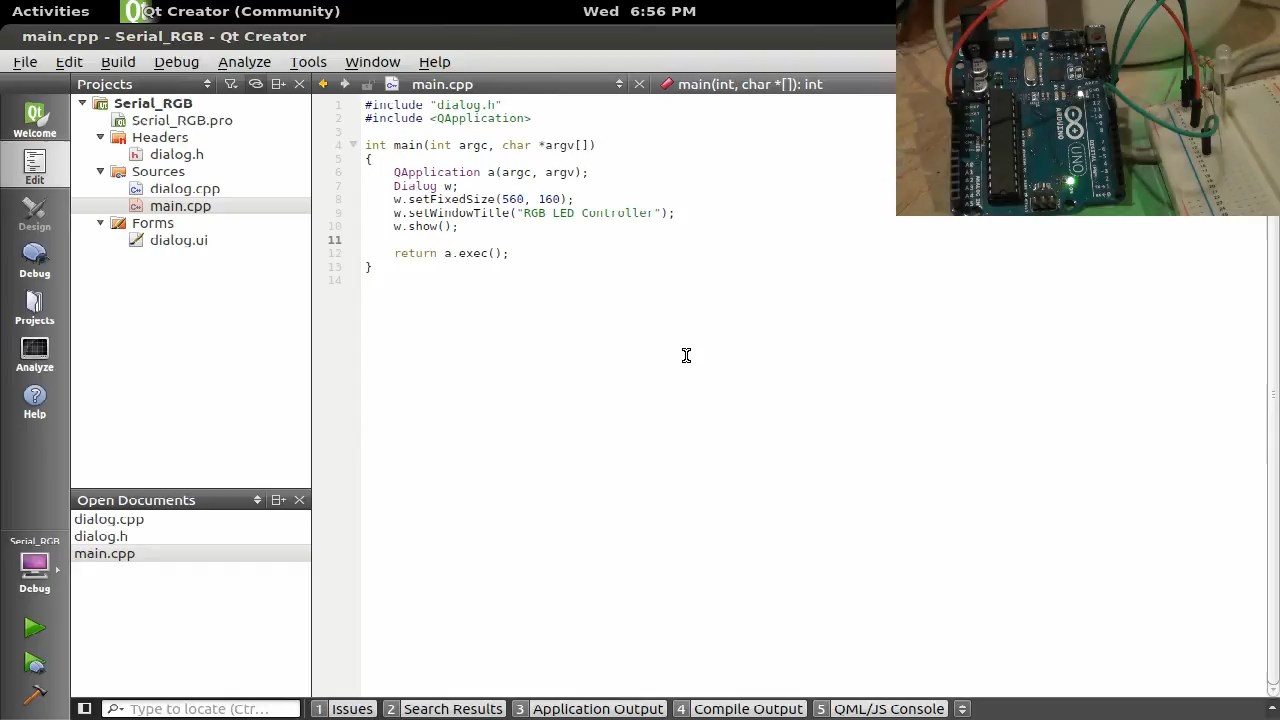 Activities
Qt Creator (Community)
Wed 6:56 PM
main.cpp - Serial_RGB - Qt Creator
File Edit View Build Debug Analyze Tools Window Help
Projects
main.cpp
main(int, char *[]): int
Welcome
Edit
Design
Debug
Projects
Analyze
Help
Serial_RGB
Debug
Serial_RGB
Serial_RGB.pro
Headers
dialog.h
Sources
dialog.cpp
main.cpp
Forms
dialog.ui
Open Documents
dialog.cpp
dialog.h
main.cpp
1 #include "dialog.h"
2 #include <QApplication>
3
4 int main(int argc, char *argv[])
5 {
6 QApplication a(argc, argv);
7 Dialog w;
8 w.setFixedSize(560, 160);
9 w.setWindowTitle("RGB LED Controller");
10 w.show();
11
12 return a.exec();
13 }
14
ARDUINO
UNO
Type to locate (Ctr...
1 Issues 2 Search Results 3 Application Output 4 Compile Output 5 QML/JS Console